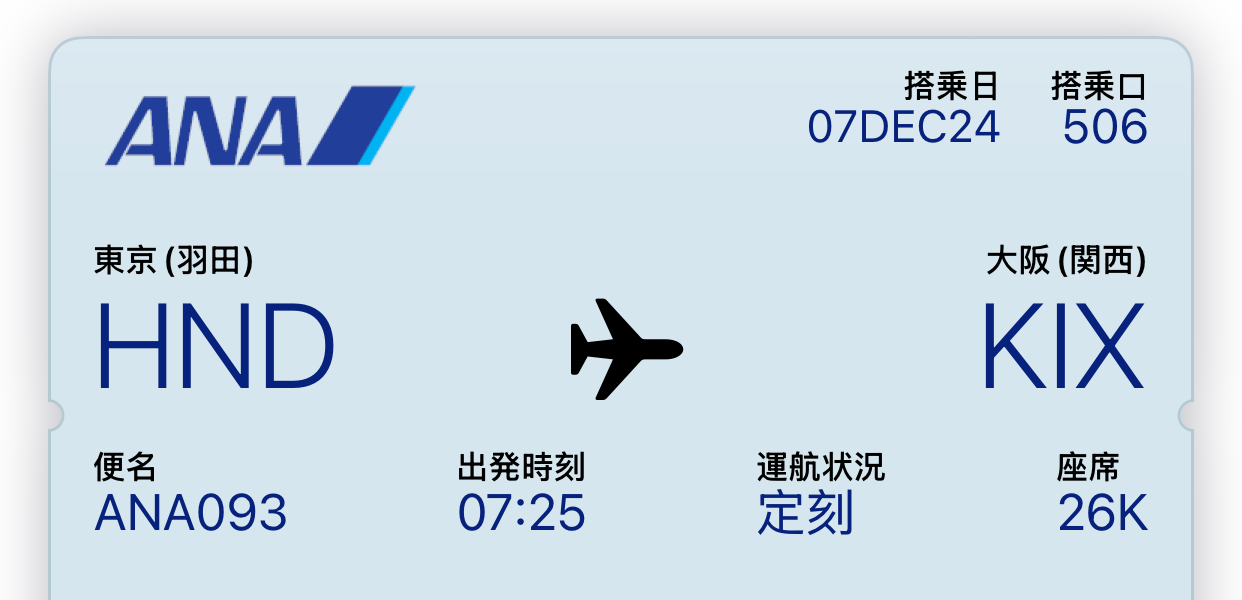 ANA
搭乗日 搭乗口
07DEC24 506
東京 (羽田) 大阪 (関西)
HND KIX
便名 出発時刻 運航状況 座席
ANA093 07:25 定刻 26K